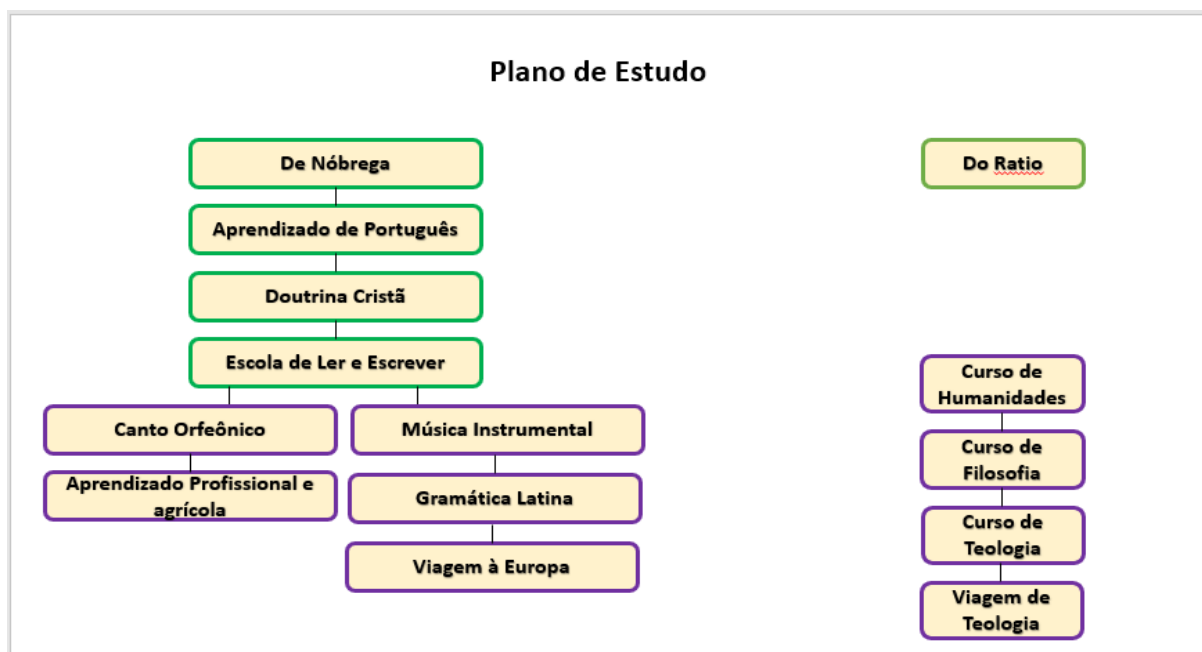 Plano de Estudo
De Nóbrega
Do Ratio
Aprendizado de Português
Doutrina Cristã
Escola de Ler e Escrever
Canto Orfeônico
Música Instrumental
Aprendizado Profissional e
agrícola
Gramática Latina
Viagem à Europa
Curso de
Humanidades
Curso de
Filosofia
Curso de
Teologia
Viagem de
Teologia